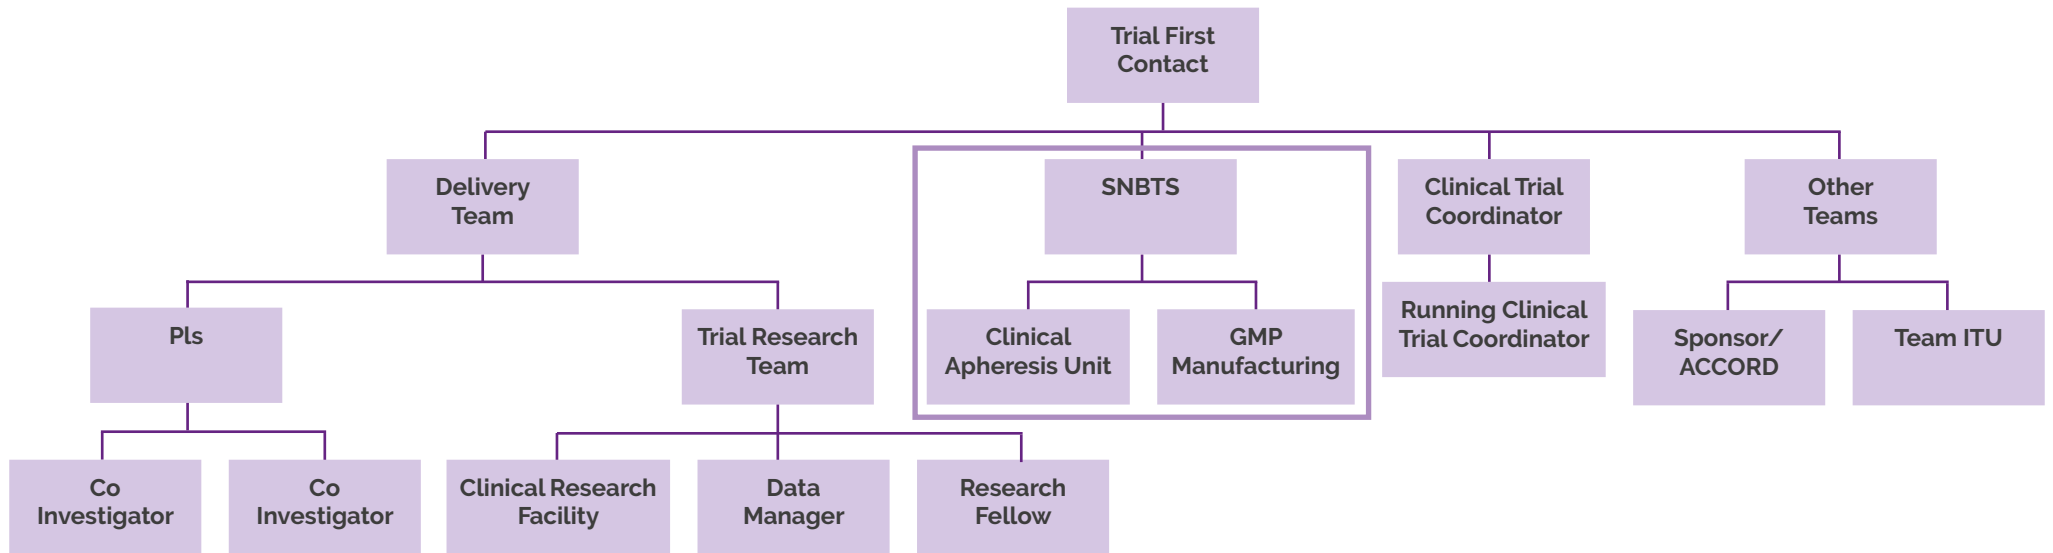 Trial First
Contact
Delivery
Team
SNBTS
Clinical Trial
Coordinator
Other
Teams
PIs
Trial Research
Team
Clinical
Apheresis Unit
GMP
Manufacturing
Running Clinical
Trial Coordinator
Sponsor/
ACCORD
Team ITU
Co
Investigator
Co
Investigator
Clinical Research
Facility
Data
Manager
Research
Fellow